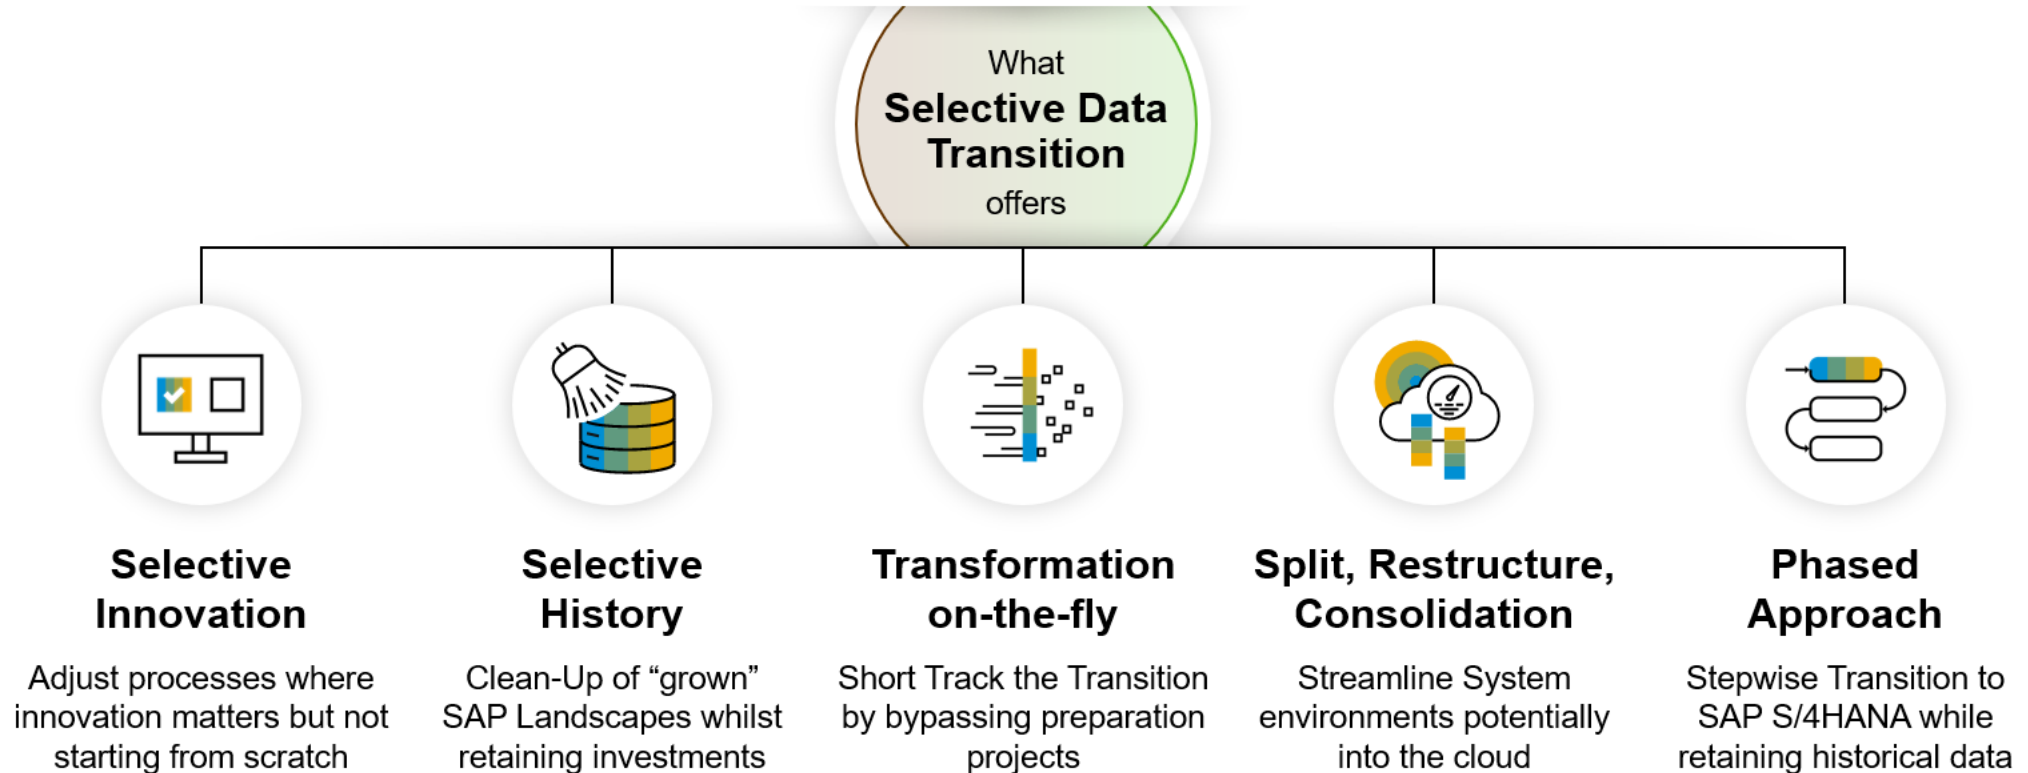 What
Selective Data
Transition
offers
Selective
Innovation
Adjust processes where
innovation matters but not
starting from scratch
Selective
History
Clean-Up of “grown”
SAP Landscapes whilst
retaining investments
Transformation
on-the-fly
Short Track the Transition
by bypassing preparation
projects
Split, Restructure,
Consolidation
Streamline System
environments potentially
into the cloud
Phased
Approach
Stepwise Transition to
SAP S/4HANA while
retaining historical data